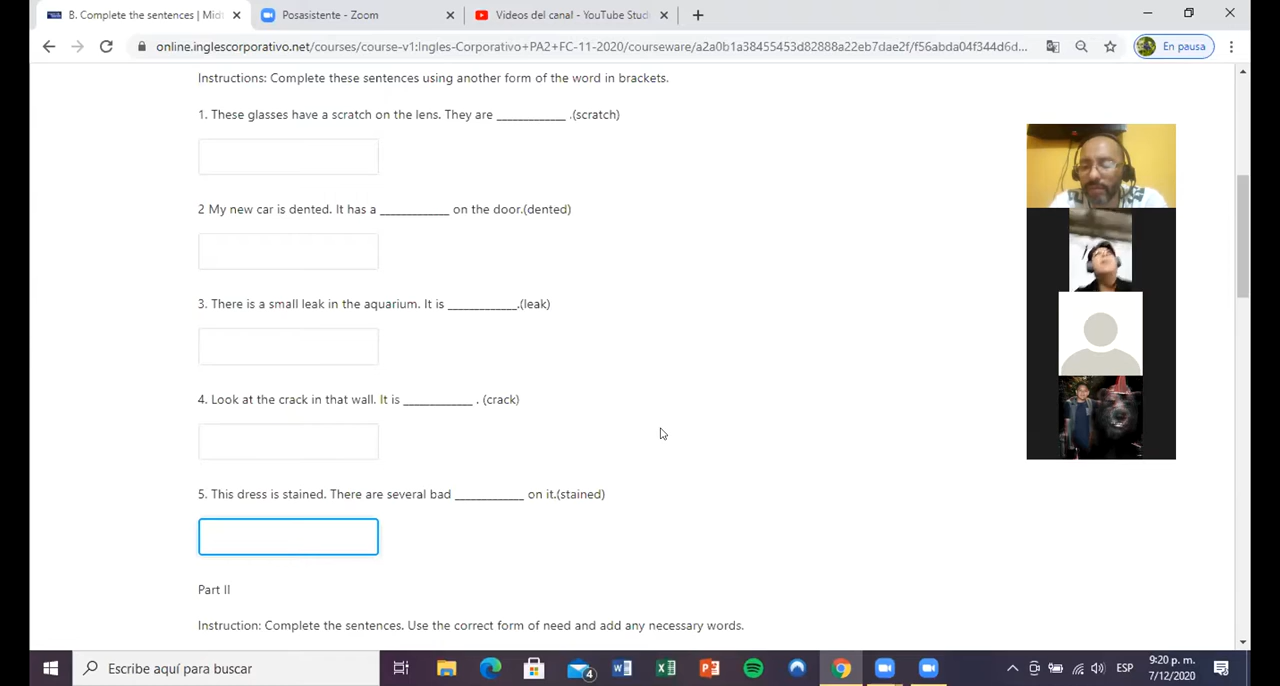 B. Complete the sentences | Mid
Posasistente - Zoom
Videos del canal - YouTube Stud
online.inglescorporativo.net/courses/course-v1:Ingles-Corporativo+PA2+FC-11-2020/courseware/a2a0b1a38455453d82888a22eb7dae2f/f56abda04f344d6d...
En pausa
Instructions: Complete these sentences using another form of the word in brackets.
1. These glasses have a scratch on the lens. They are ____________ .(scratch)
2 My new car is dented. It has a ____________ on the door.(dented)
3. There is a small leak in the aquarium. It is ____________.(leak)
4. Look at the crack in that wall. It is ____________ . (crack)
5. This dress is stained. There are several bad ____________ on it.(stained)
Part II
Instruction: Complete the sentences. Use the correct form of need and add any necessary words.
Escribe aquí para buscar
4
ESP
9:20 p. m.
7/12/2020